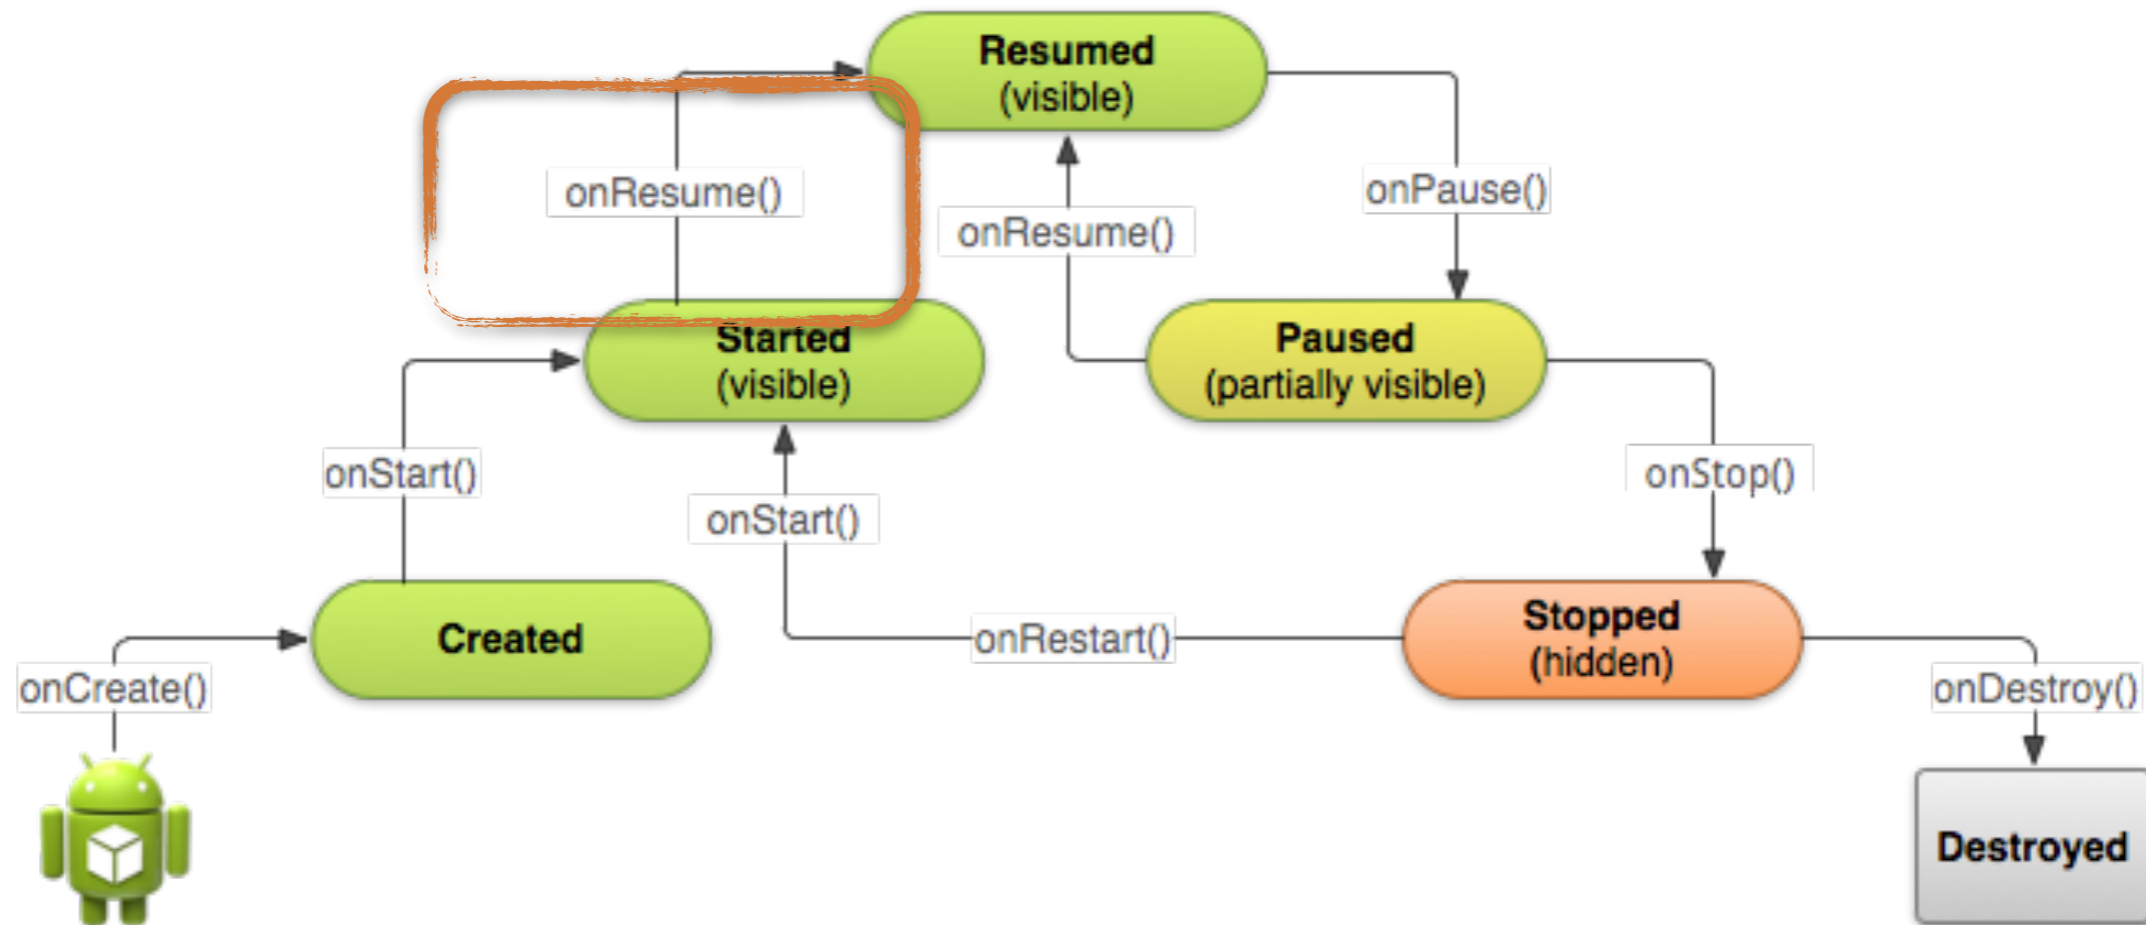 Resumed
(visible)
onResume()
onPause()
onResume()
Started
(visible)
Paused
(partially visible)
onStart()
onStop()
onStart()
Created
onRestart()
Stopped
(hidden)
onCreate()
onDestroy()
Destroyed